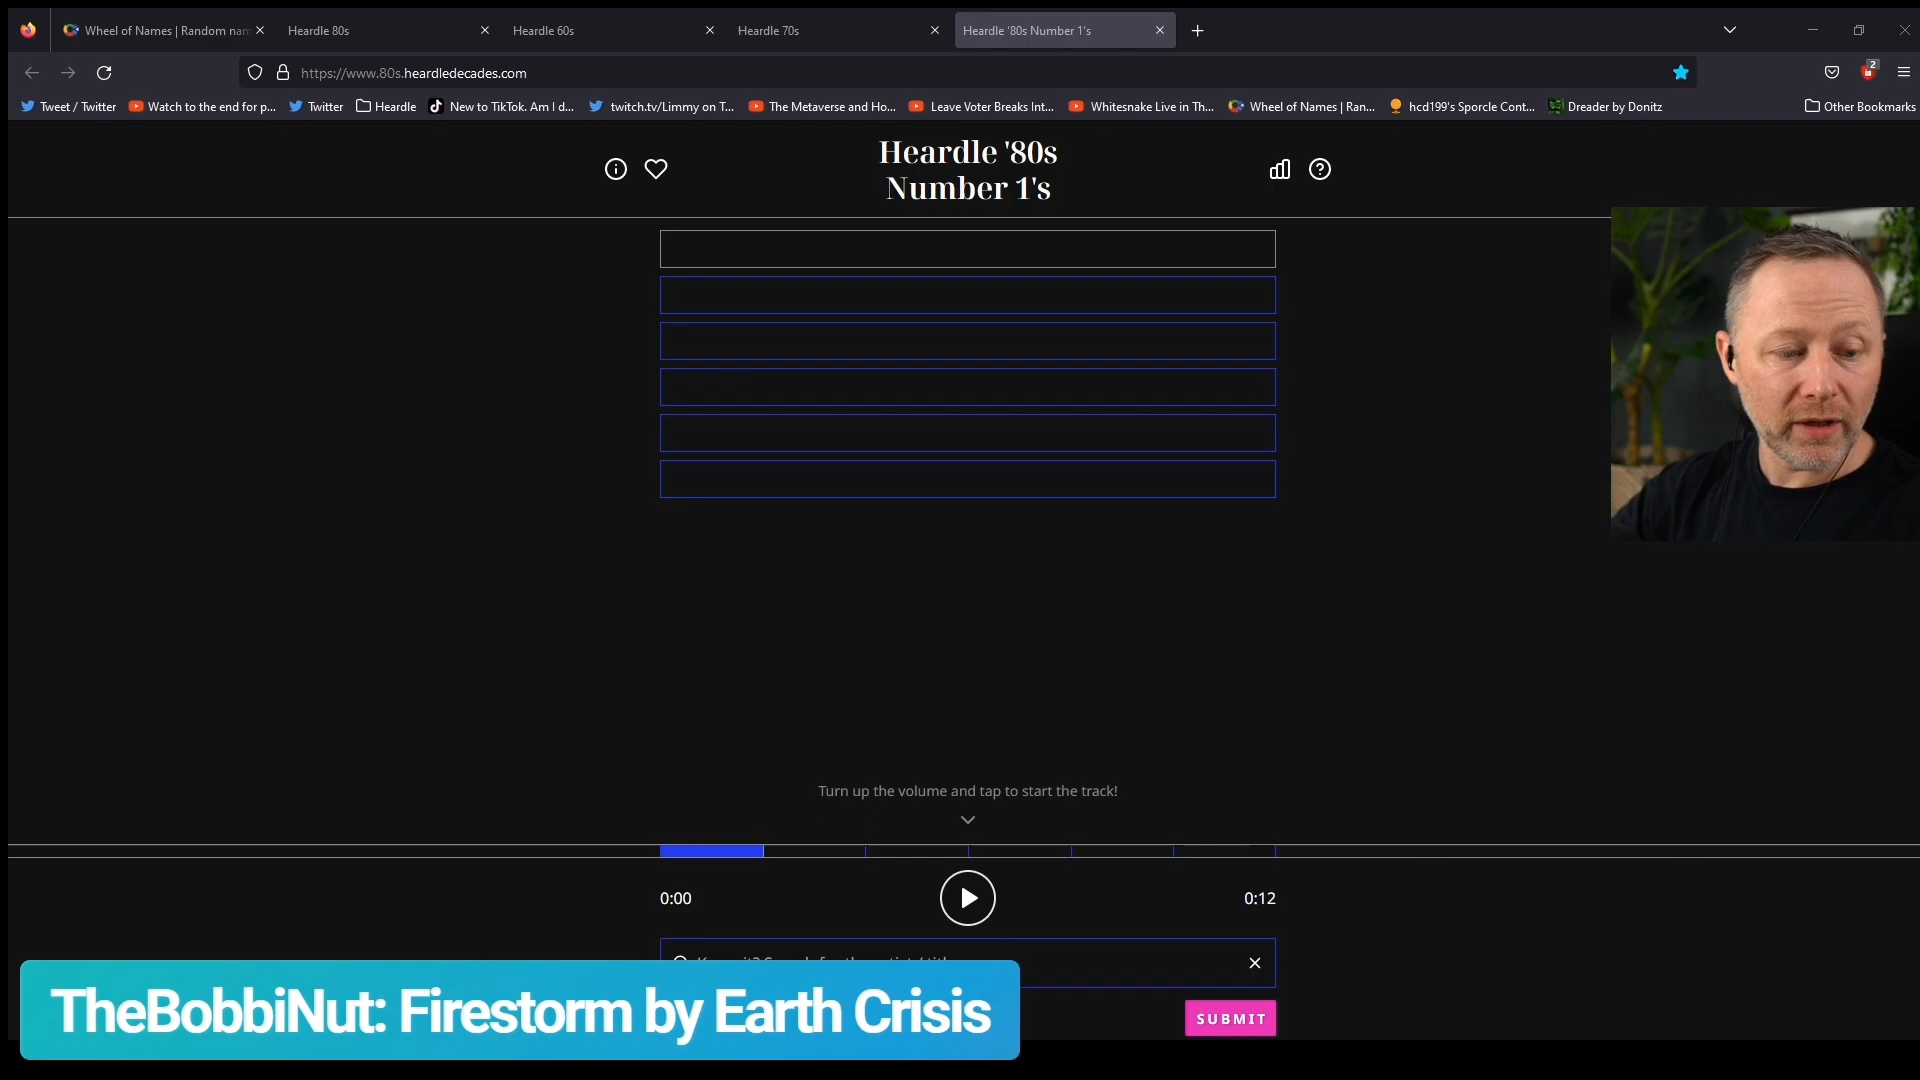 Wheel of Names | Random nam
Heardle 80s
Heardle 60s
Heardle 70s
Heardle '80s Number 1's
https://www.80s.heardledecades.com
2
Tweet / Twitter
Watch to the end for p...
Twitter
Heardle
New to TikTok. Am I d...
twitch.tv/Limmy on T...
The Metaverse and Ho...
Leave Voter Breaks Int...
Whitesnake Live in Th...
Wheel of Names | Ran...
hcd199's Sporcle Cont...
Dreader by Donitz
Other Bookmarks
Heardle '80s
Number 1's
Turn up the volume and tap to start the track!
0:00
0:12
SUBMIT
TheBobbiNut: Firestorm by Earth Crisis